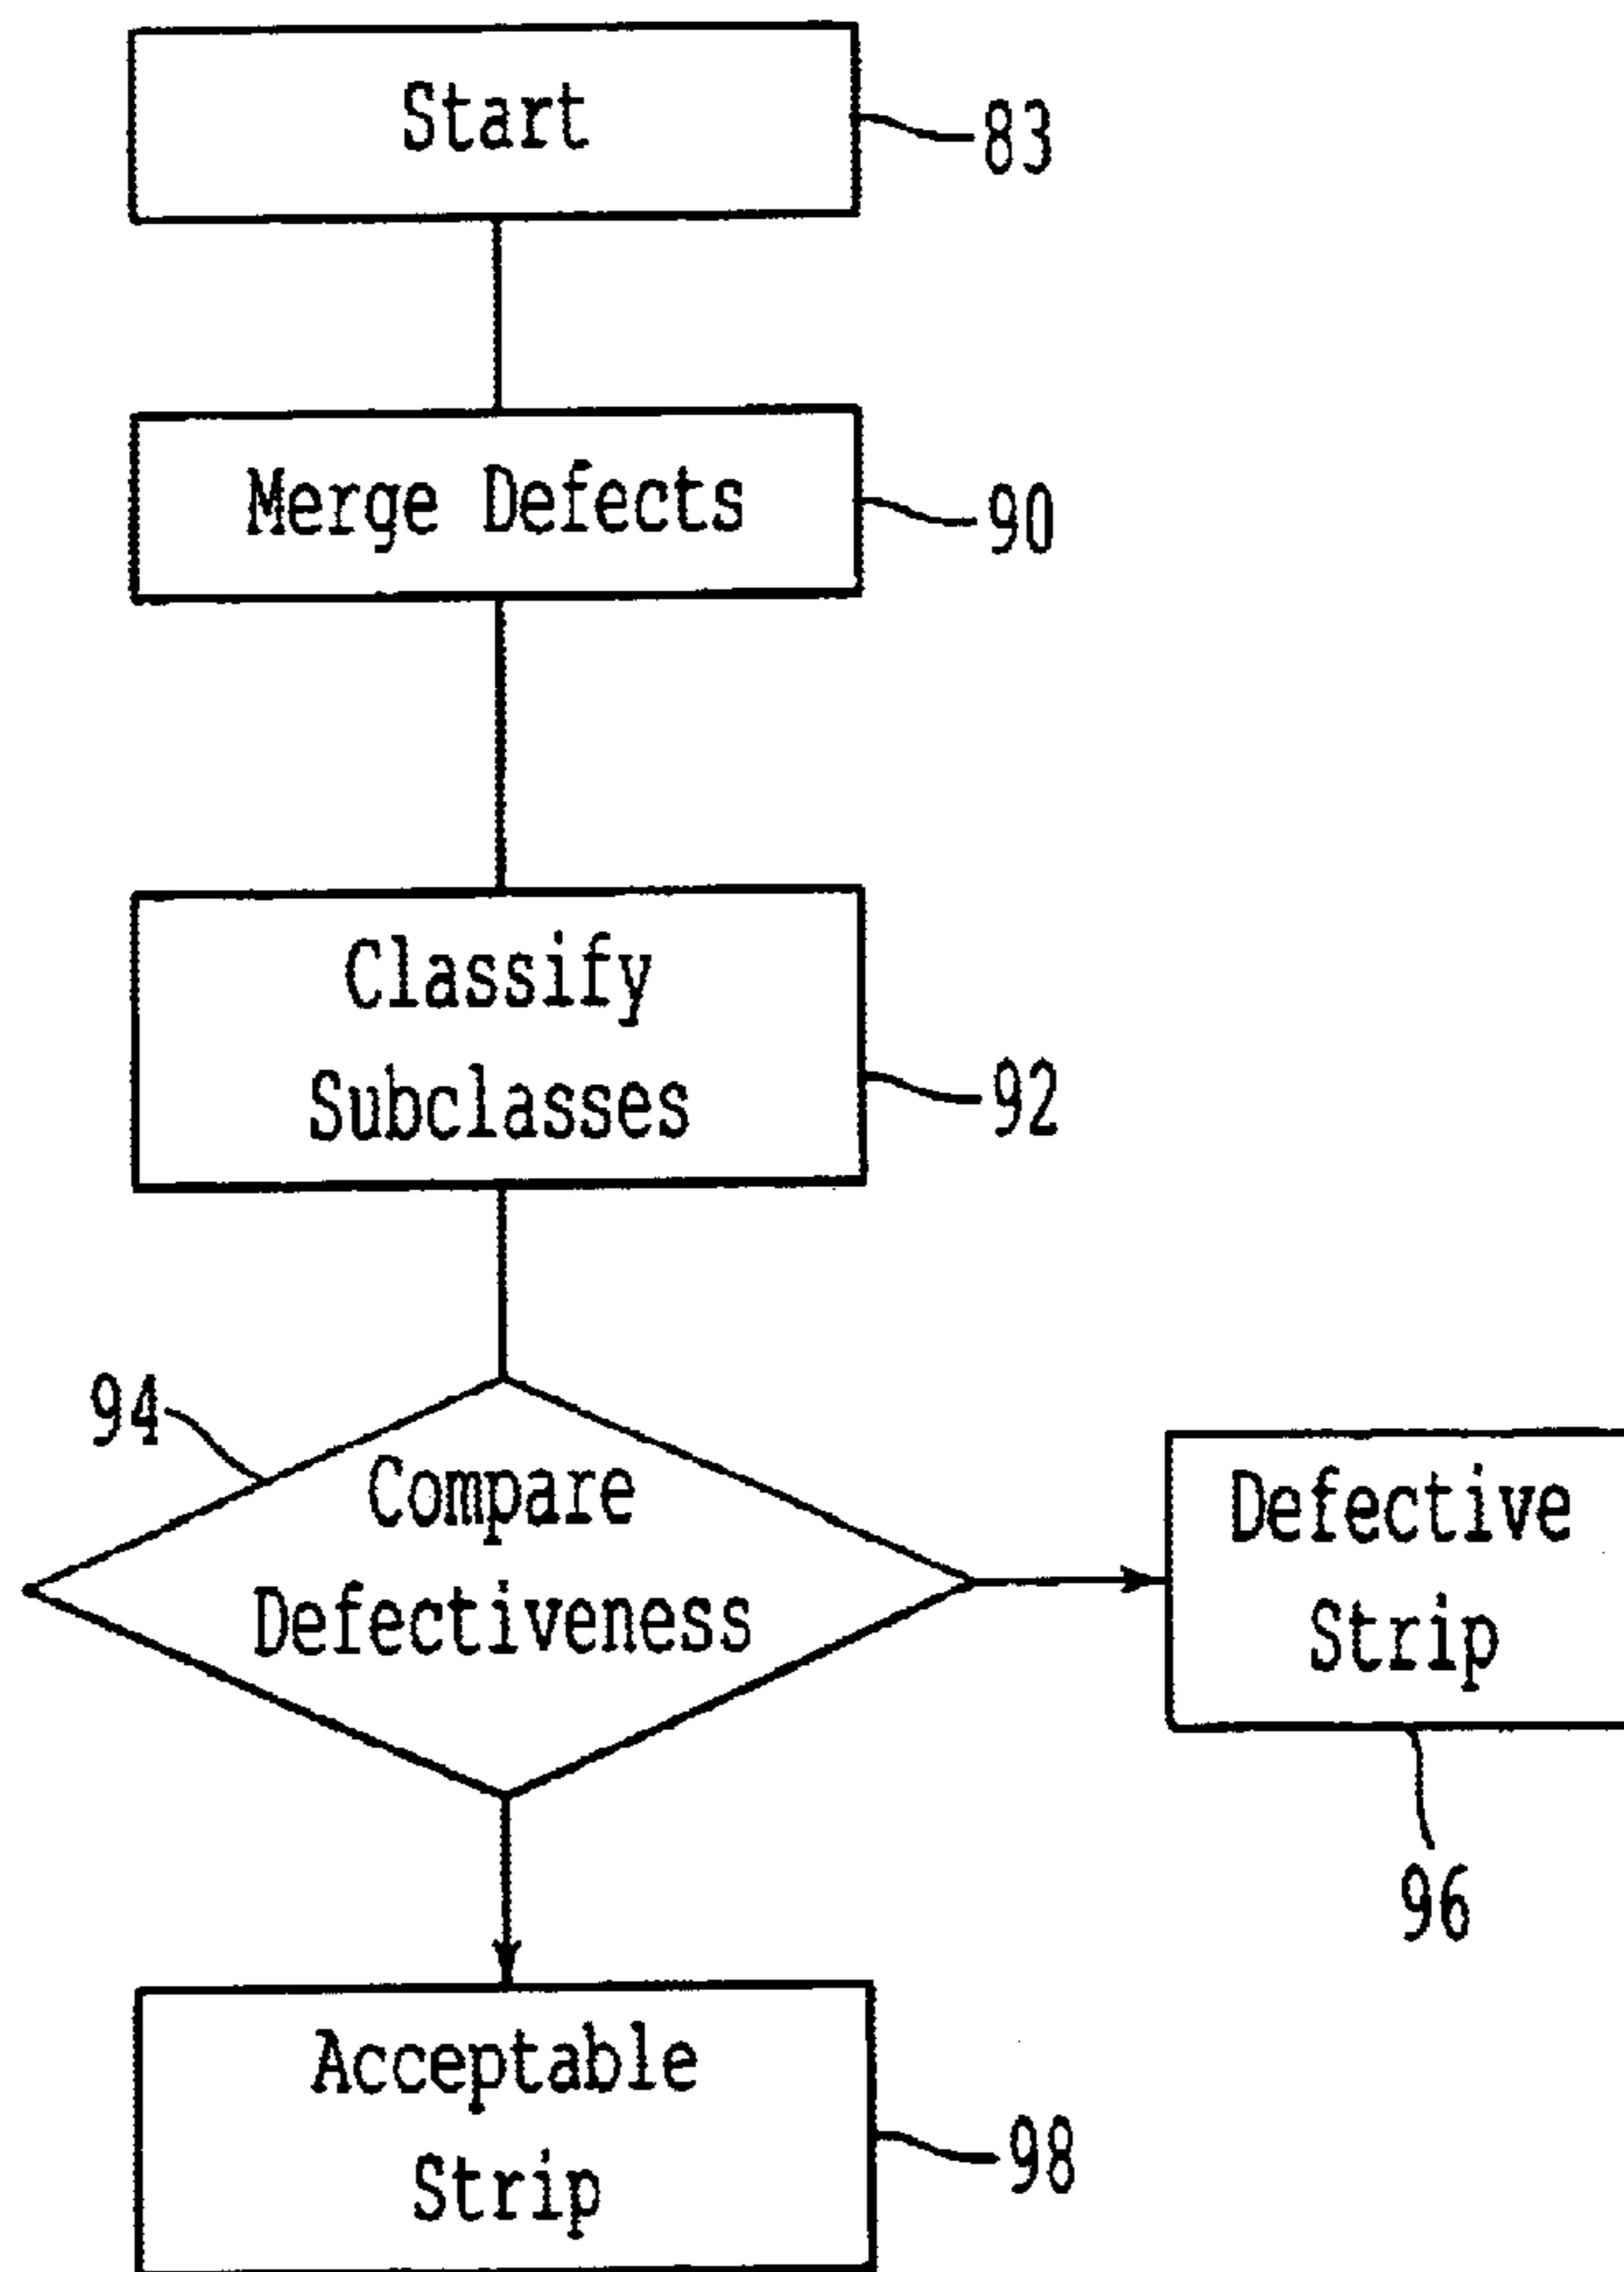 Start
83
Merge Defects
90
Classify
Subclasses
92
94
Compare
Defectiveness
Defective
Strip
96
Acceptable
Strip
98